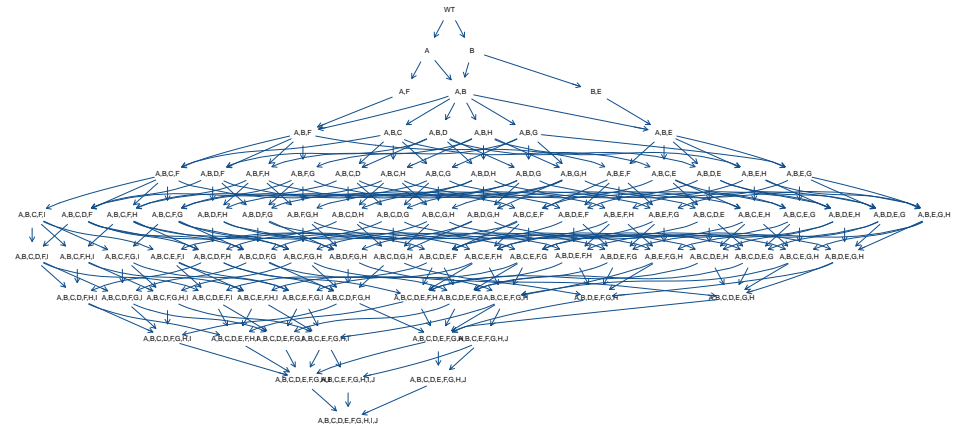 WT
A B
A,F A,B B,E
A,B,F A,B,C A,B,D A,B,H A,B,G A,B,E
A,B,C,F A,B,D,F A,B,F,H A,B,F,G A,B,C,D A,B,C,H A,B,C,G A,B,D,H A,B,D,G A,B,G,H A,B,E,F A,B,C,E A,B,D,E A,B,E,H A,B,E,G
A,B,C,F,I A,B,C,D,F A,B,C,F,H A,B,C,F,G A,B,D,F,H A,B,D,F,G A,B,F,G,H A,B,C,D,H A,B,C,D,G A,B,C,G,H A,B,D,G,H A,B,C,E,F A,B,D,E,F A,B,E,F,H A,B,E,F,G A,B,C,D,E A,B,C,E,H A,B,C,E,G A,B,D,E,H A,B,D,E,G A,B,E,G,H
A,B,C,D,F,I A,B,C,F,H,I A,B,C,F,G,I A,B,C,E,F,I A,B,C,D,F,H A,B,C,D,F,G A,B,C,F,G,H A,B,D,F,G,H A,B,C,D,G,H A,B,C,D,E,F A,B,C,E,F,H A,B,C,E,F,G A,B,D,E,F,H A,B,D,E,F,G A,B,E,F,G,H A,B,C,D,E,H A,B,C,D,E,G A,B,C,E,G,H A,B,D,E,G,H
A,B,C,D,F,H,I A,B,C,D,F,G,I A,B,C,F,G,H,I A,B,C,D,E,F,I A,B,C,E,F,H,I A,B,C,E,F,G,I A,B,C,D,F,G,H A,B,C,D,E,F,H A,B,C,D,E,F,G A,B,C,E,F,G,H A,B,D,E,F,G,H A,B,C,D,E,G,H
A,B,C,D,F,G,H,I A,B,C,D,E,F,H,I A,B,C,D,E,F,G,I A,B,C,E,F,G,H,I A,B,C,D,E,F,G,H A,B,C,E,F,G,H,J
A,B,C,D,E,F,G,H,I A,B,C,E,F,G,H,I,J A,B,C,D,E,F,G,H,J
A,B,C,D,E,F,G,H,I,J